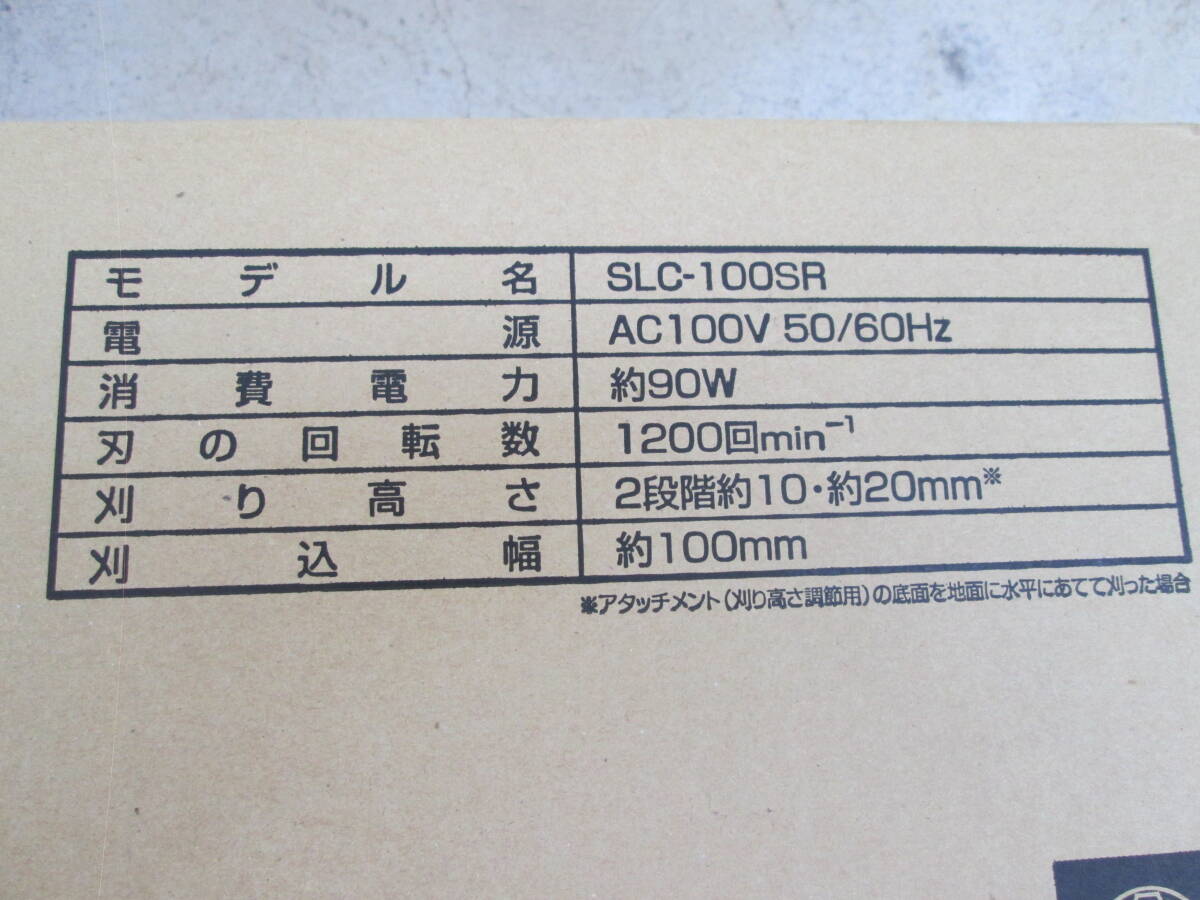 モデル名 SLC-100SR
電源 AC100V 50/60Hz
消費電力 約90W
刃の回転数 1200回min⁻¹
刈り高さ 2段階約10・約20mm※
刈込幅 約100mm
※アタッチメント(刈り高さ調節用)の底面を地面に水平にあてて刈った場合